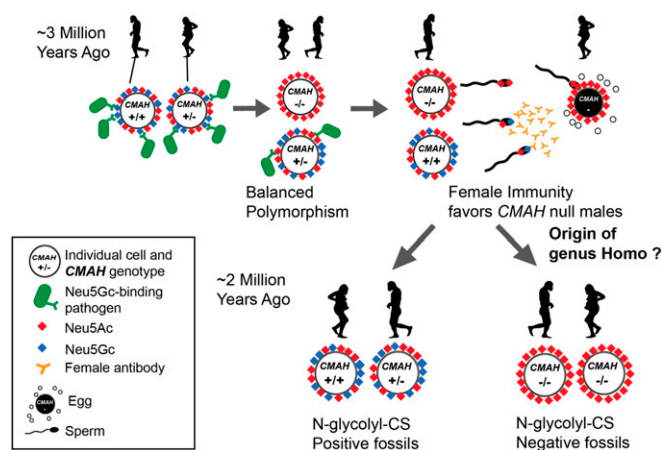 ~3 Million
Years Ago
CMAH
+/+
CMAH
+/-
CMAH
-/-
CMAH
+/-
Balanced
Polymorphism
CMAH
-/-
CMAH
+/+
CMAH
Female Immunity
favors CMAH null males
Origin of
genus Homo ?
CMAH
+/-
Individual cell and
CMAH genotype
Neu5Gc-binding
pathogen
Neu5Ac
Neu5Gc
Female antibody
CMAH
Egg
Sperm
~2 Million
Years Ago
CMAH
+/+
CMAH
+/-
CMAH
-/-
CMAH
-/-
N-glycolyl-CS
Positive fossils
N-glycolyl-CS
Negative fossils